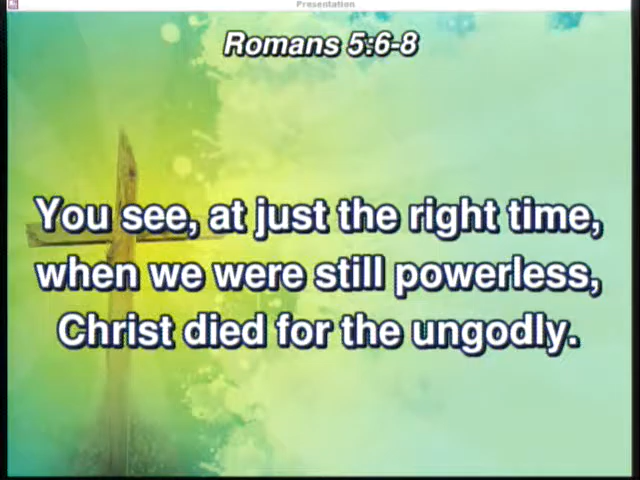 Presentation
Romans 5:6-8
You see, at just the right time,
when we were still powerless,
Christ died for the ungodly.